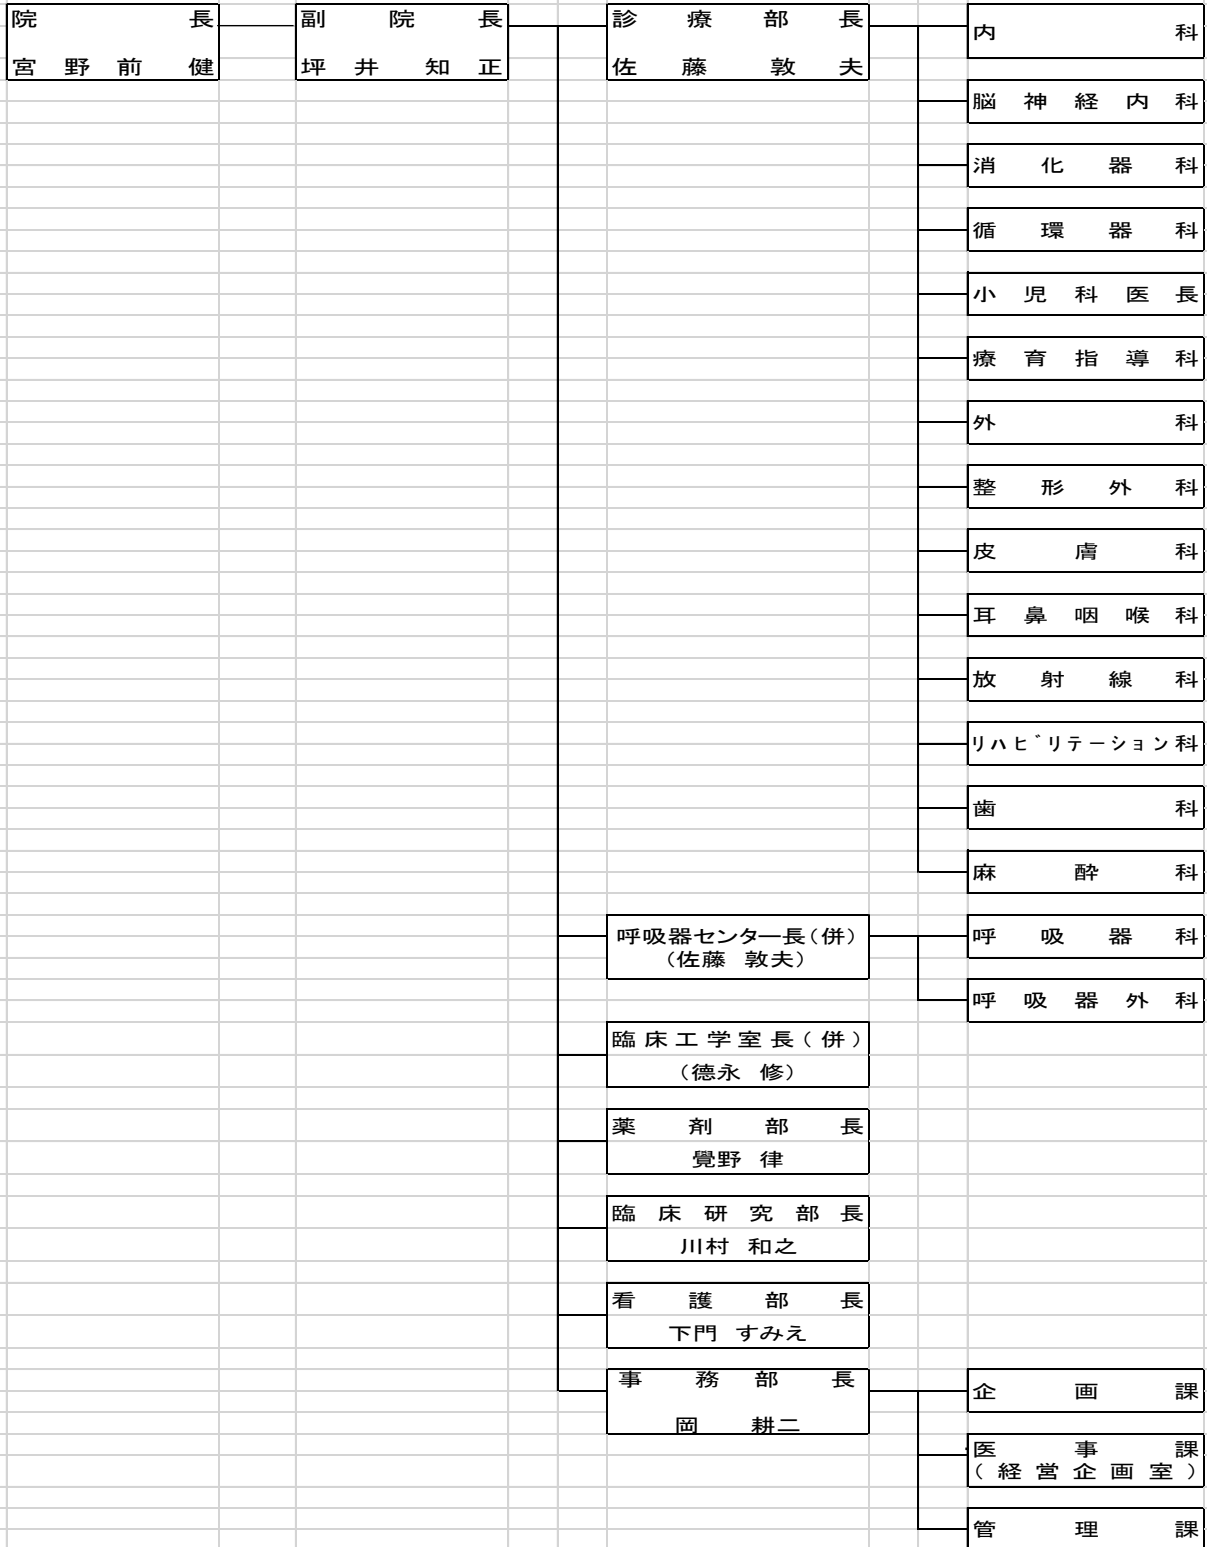 院長
宮野前健
副院長
坪井知正
診療部長
佐藤敦夫
内科
脳神経内科
消化器科
循環器科
小児科医長
療育指導科
外科
整形外科
皮膚科
耳鼻咽喉科
放射線科
リハビリテーション科
歯科
麻酔科
呼吸器センター長(併)
(佐藤 敦夫)
呼吸器科
呼吸器外科
臨床工学室長(併)
(德永 修)
薬剤部長
覺野 律
臨床研究部長
川村 和之
看護部長
下門 すみえ
事務部長
岡 耕二
企画課
医事課
(経営企画室)
管理課